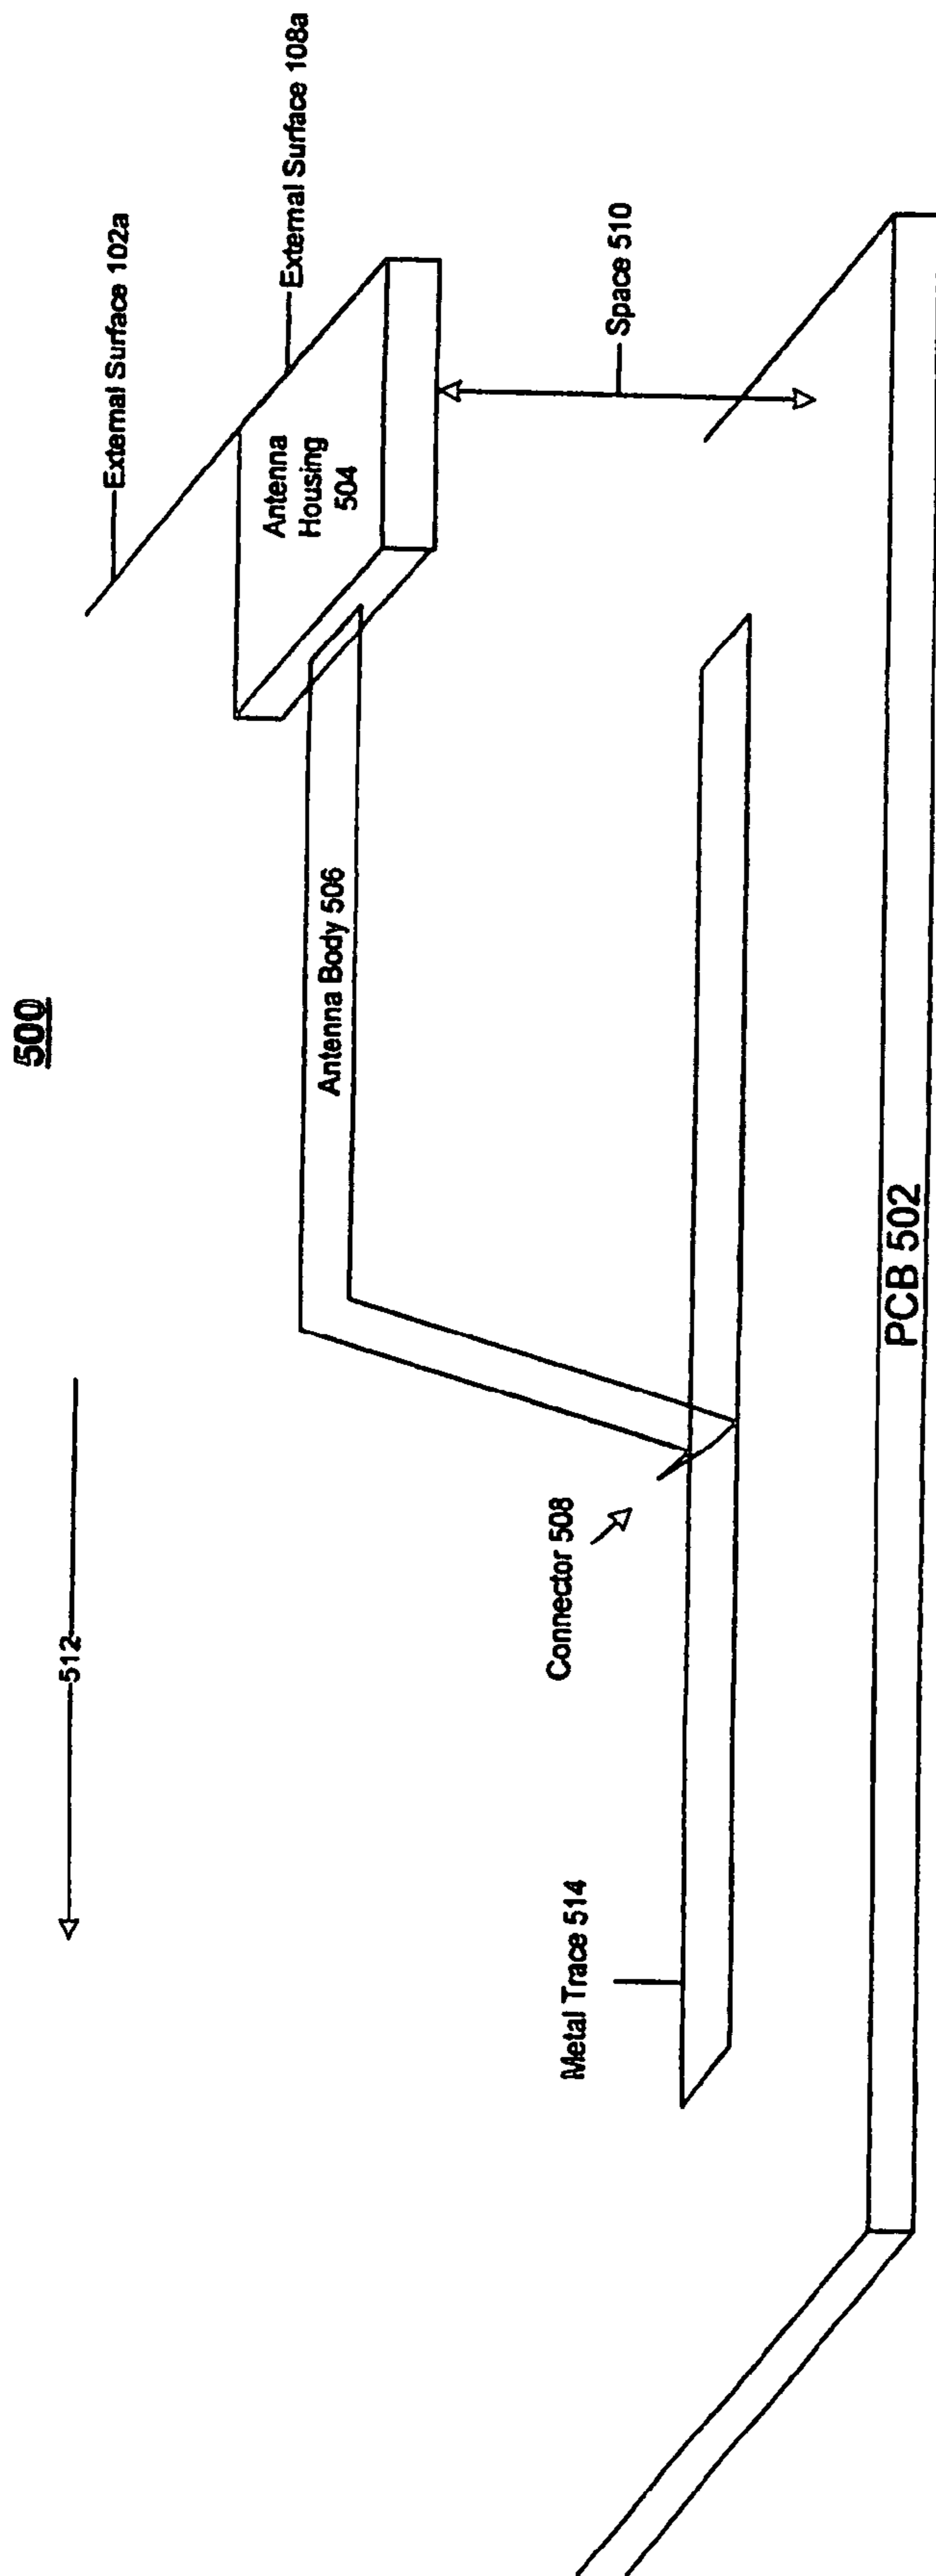 500
512
External Surface 102a
External Surface 108a
Antenna
Housing
504
Antenna Body 506
Space 510
Connector 508
Metal Trace 514
PCB 502